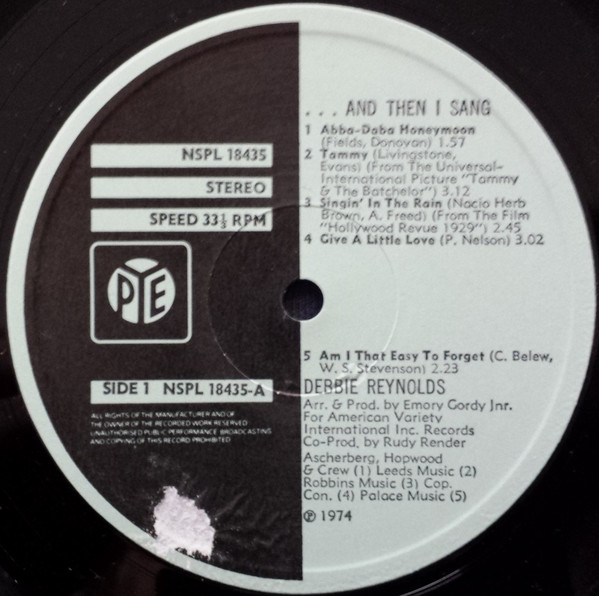 . . . AND THEN I SANG
1 Abba-Daba Honeymoon
(Fields, Donovan) 1.57
2 Tammy (Livingstone,
Evans) (From The Universal-
International Picture "Tammy
& The Batchelor") 3.12
3 Singin' In The Rain (Nacio Herb
Brown, A. Freed) (From The Film
"Hollywood Revue 1929") 2.45
4 Give A Little Love (P. Nelson) 3.02
NSPL 18435
STEREO
SPEED 33⅓ RPM
PYE
5 Am I That Easy To Forget (C. Belew,
W. S. Stevenson) 2.23
SIDE 1 NSPL 18435-A
DEBBIE REYNOLDS
Arr. & Prod. by Emory Gordy Jnr.
For American Variety
International Inc. Records
Co-Prod. by Rudy Render
Ascherberg, Hopwood
& Crew (1) Leeds Music (2)
Robbins Music (3) Cop.
Con. (4) Palace Music (5)
℗ 1974
ALL RIGHTS OF THE MANUFACTURER AND OF
THE OWNER OF THE RECORDED WORK RESERVED
UNAUTHORISED PUBLIC PERFORMANCE BROADCASTING
AND COPYING OF THIS RECORD PROHIBITED